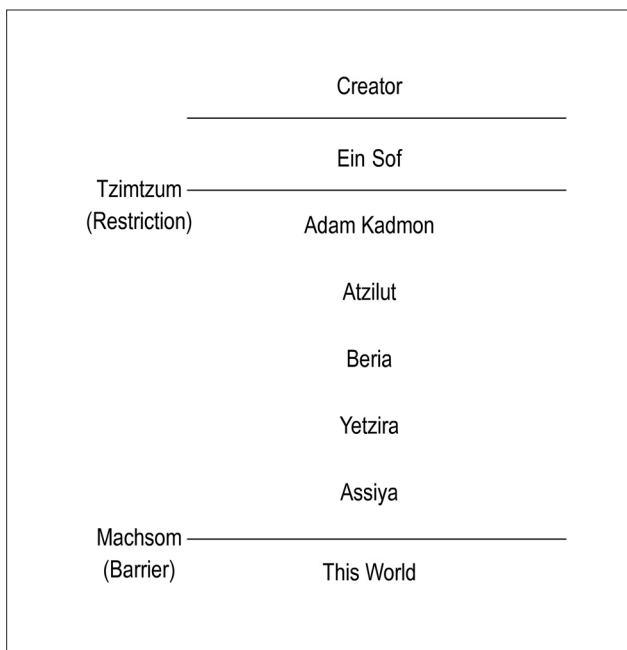 Creator
Ein Sof
Tzimtzum
(Restriction)
Adam Kadmon
Atzilut
Beria
Yetzira
Assiya
Machsom
(Barrier)
This World